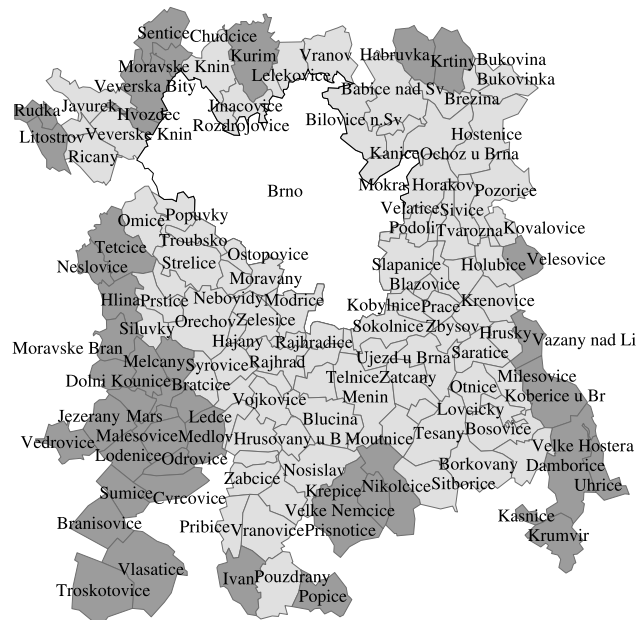 Sentice
Chudcice
Kurim
Vranov
Habruvka
Krtiny
Bukovina
Moravske Knin
Lelekovice
Bukovinka
Veverska Bity
Babice nad Sv
Brezina
Rudka
Javurek
Hvozdec
Jinacovice
Rozdrojovice
Bilovice n.Sv
Litostrov
Veverske Knin
Hostenice
Ricany
Kanice
Ochoz u Brna
Brno
Mokra
Horakov
Pozorice
Omice
Popuvky
Velatice
Sivice
Podoli
Tvarozna
Kovalovice
Tetcice
Troubsko
Ostopovice
Neslovice
Strelice
Slapanice
Holubice
Velesovice
Moravany
Blazovice
Hlina
Prstice
Nebovidy
Modrice
Kobylnice
Prace
Krenovice
Siluvky
Orechov
Zelesice
Sokolnice
Zbysov
Hrusky
Vazany nad Li
Moravske Bran
Hajany
Rajhradice
Melcany
Syrovice
Rajhrad
Ujezd u Brna
Saratice
Dolni Kounice
Bratcice
Telnice
Zatcany
Otnice
Milesovice
Vojkovice
Menin
Koberice u Br
Jezerany Mars
Ledce
Blucina
Lovcicky
Vedrovice
Malesovice
Medlov
Hrusovany u B
Moutnice
Tesany
Bosovice
Velke Hostera
Lodenice
Odrovice
Nosislav
Borkovany
Damborice
Sumice
Cvrcovice
Zabcice
Krepice
Nikolcice
Sitborice
Uhrice
Branisovice
Pribice
Vranovice
Velke Nemcice
Prisnotice
Kasnice
Krumvir
Vlasatice
Ivan
Pouzdrany
Troskotovice
Popice